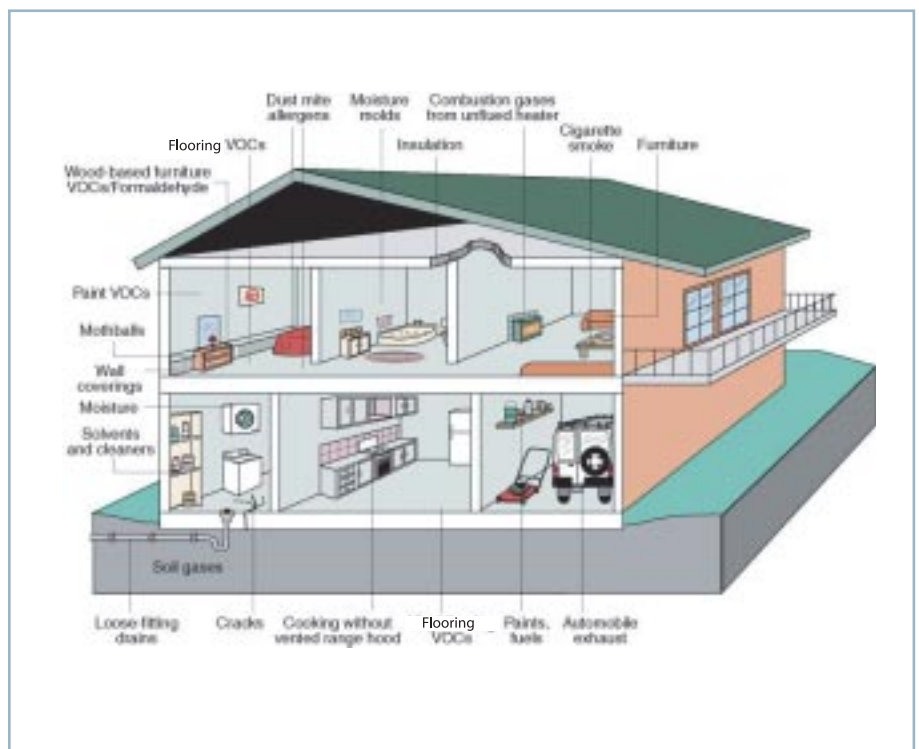 Dust mite
allergens
Moisture
molds
Combustion gases
from unflued heater
Cigarette
smoke
Flooring VOCs
Insulation
Furniture
Wood-based furniture
VOCs/Formaldehyde
Paint VOCs
Mothballs
Wall
coverings
Moisture
Solvents
and cleaners
Soil gases
Loose fitting
drains
Cracks
Cooking without
vented range hood
Flooring
VOCs
Paints,
fuels
Automobile
exhaust